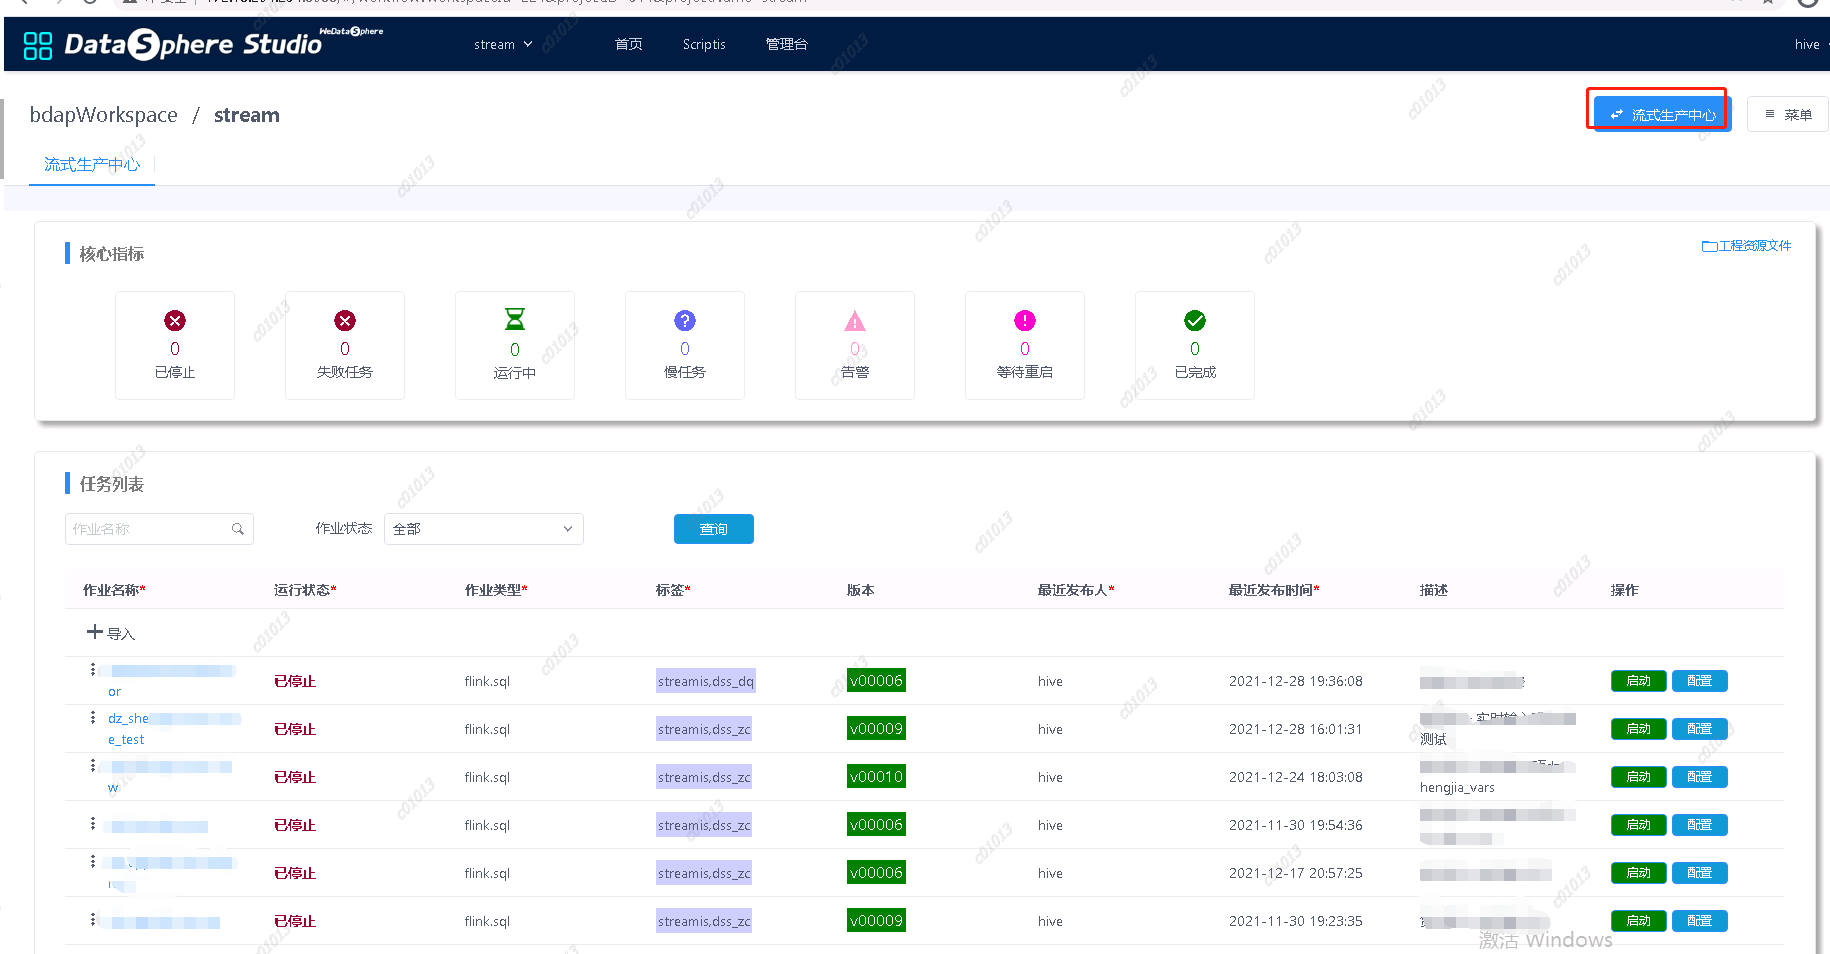 DataSphere Studio WeDataSphere
stream 首页 Scriptis 管理台 hive
bdapWorkspace / stream
流式生产中心 菜单
流式生产中心
核心指标 工程资源文件
0 0 0 0 0 0 0
已停止 失败任务 运行中 慢任务 告警 等待重启 已完成
任务列表
作业名称 作业状态 全部 查询
作业名称* 运行状态* 作业类型* 标签* 版本 最近发布人* 最近发布时间* 描述 操作
导入
or 已停止 flink.sql streamis,dss_dq v00006 hive 2021-12-28 19:36:08 启动 配置
dz_she
e_test 已停止 flink.sql streamis,dss_zc v00009 hive 2021-12-28 16:01:31 测试 启动 配置
w 已停止 flink.sql streamis,dss_zc v00010 hive 2021-12-24 18:03:08 hengjia_vars 启动 配置
已停止 flink.sql streamis,dss_zc v00006 hive 2021-11-30 19:54:36 启动 配置
已停止 flink.sql streamis,dss_zc v00006 hive 2021-12-17 20:57:25 启动 配置
已停止 flink.sql streamis,dss_zc v00009 hive 2021-11-30 19:23:35 启动 配置
激活 Windows
c01013